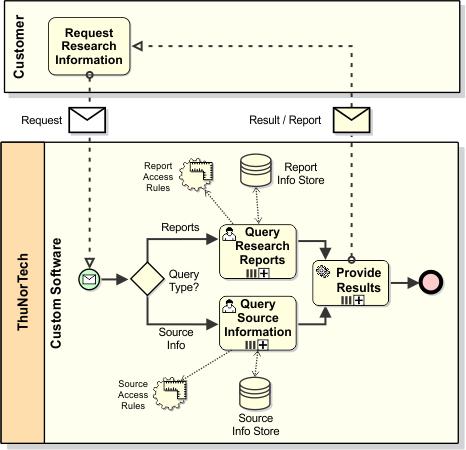 Customer
Request
Research
Information
Request
Result / Report
ThuNorTech
Custom Software
Report
Access
Rules
Report
Info Store
Reports
Query
Research
Reports
Query
Type?
Provide
Results
Source
Info
Query
Source
Information
Source
Access
Rules
Source
Info Store